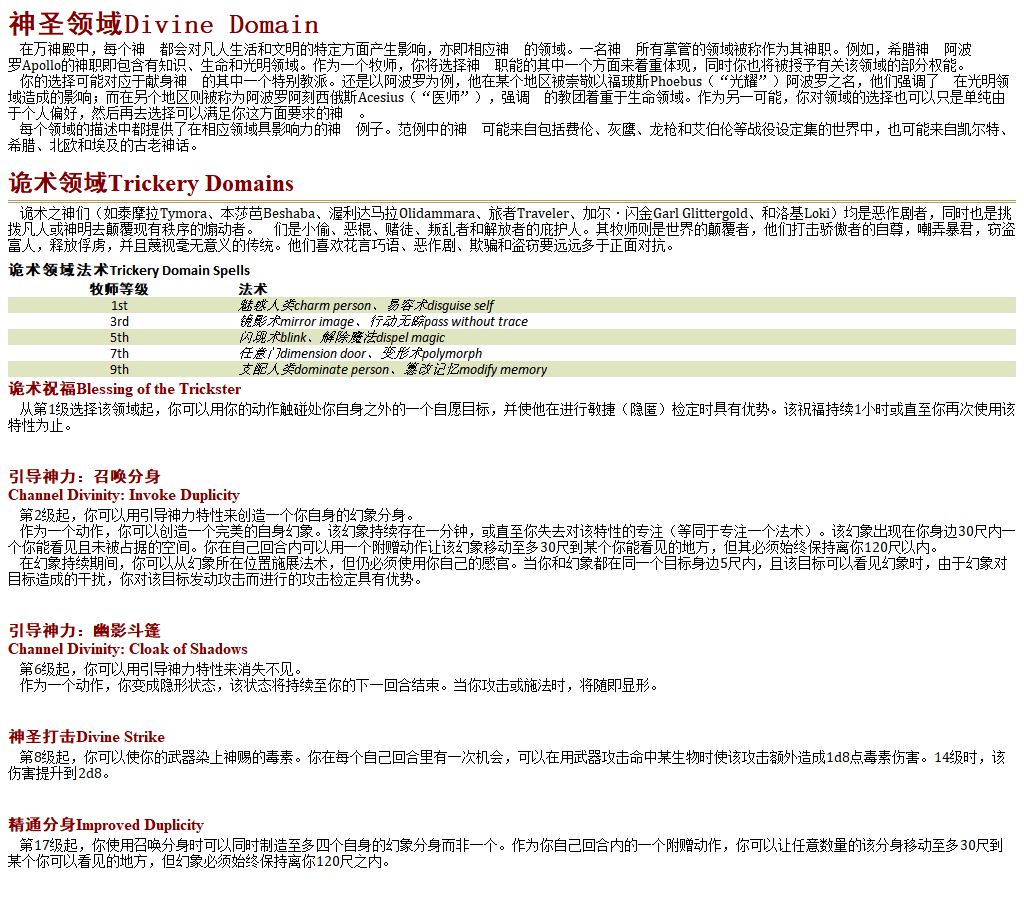 神圣领域Divine Domain
在万神殿中，每个神 都会对凡人生活和文明的特定方面产生影响，亦即相应神 的领域。一名神 所有掌管的领域被称作为其神职。例如，希腊神 阿波
罗Apollo的神职即包含有知识、生命和光明领域。作为一个牧师，你将选择神 职能的其中一个方面来着重体现，同时你也将被授予有关该领域的部分权能。
你的选择可能对应于献身神 的其中一个特别教派。还是以阿波罗为例，他在某个地区被崇敬以福玻斯Phoebus（“光耀”）阿波罗之名，他们强调了 在光明领
域造成的影响；而在另个地区则被称为阿波罗阿刻西俄斯Acesius（“医师”），强调 的教团着重于生命领域。作为另一可能，你对领域的选择也可以只是单纯由
于个人偏好，然后再去选择可以满足你这方面要求的神 。
每个领域的描述中都提供了在相应领域具影响力的神 例子。范例中的神 可能来自包括费伦、灰鹰、龙枪和艾伯伦等战役设定集的世界中，也可能来自凯尔特、
希腊、北欧和埃及的古老神话。
诡术领域Trickery Domains
诡术之神们（如泰摩拉Tymora、本莎芭Beshaba、渥利达马拉Olidammara、旅者Traveler、加尔·闪金Garl Glittergold、和洛基Loki）均是恶作剧者，同时也是挑
拨凡人或神明去颠覆现有秩序的煽动者。 们是小偷、恶棍、赌徒、叛乱者和解放者的庇护人。其牧师则是世界的颠覆者，他们打击骄傲者的自尊，嘲弄暴君，窃盗
富人，释放俘虏，并且蔑视毫无意义的传统。他们喜欢花言巧语、恶作剧、欺骗和盗窃要远远多于正面对抗。
诡术领域法术Trickery Domain Spells
牧师等级 法术
1st 魅惑人类charm person、易容术disguise self
3rd 镜影术mirror image、行动无踪pass without trace
5th 闪现术blink、解除魔法dispel magic
7th 任意门dimension door、变形术polymorph
9th 支配人类dominate person、篡改记忆modify memory
诡术祝福Blessing of the Trickster
从第1级选择该领域起，你可以用你的动作触碰处你自身之外的一个自愿目标，并使他在进行敏捷（隐匿）检定时具有优势。该祝福持续1小时或直至你再次使用该
特性为止。
引导神力：召唤分身
Channel Divinity: Invoke Duplicity
第2级起，你可以用引导神力特性来创造一个你自身的幻象分身。
作为一个动作，你可以创造一个完美的自身幻象。该幻象持续存在一分钟，或直至你失去对该特性的专注（等同于专注一个法术）。该幻象出现在你身边30尺内一
个你能看见且未被占据的空间。你在自己回合内可以用一个附赠动作让该幻象移动至多30尺到某个你能看见的地方，但其必须始终保持离你120尺以内。
在幻象持续期间，你可以从幻象所在位置施展法术，但仍必须使用你自己的感官。当你和幻象都在同一个目标身边5尺内，且该目标可以看见幻象时，由于幻象对
目标造成的干扰，你对该目标发动攻击而进行的攻击检定具有优势。
引导神力：幽影斗篷
Channel Divinity: Cloak of Shadows
第6级起，你可以用引导神力特性来消失不见。
作为一个动作，你变成隐形状态，该状态将持续至你的下一回合结束。当你攻击或施法时，将随即显形。
神圣打击Divine Strike
第8级起，你可以使你的武器染上神赐的毒素。你在每个自己回合里有一次机会，可以在用武器攻击命中某生物时使该攻击额外造成1d8点毒素伤害。14级时，该
伤害提升到2d8。
精通分身Improved Duplicity
第17级起，你使用召唤分身时可以同时制造至多四个自身的幻象分身而非一个。作为你自己回合内的一个附赠动作，你可以让任意数量的该分身移动至多30尺到
某个你可以看见的地方，但幻象必须始终保持离你120尺之内。